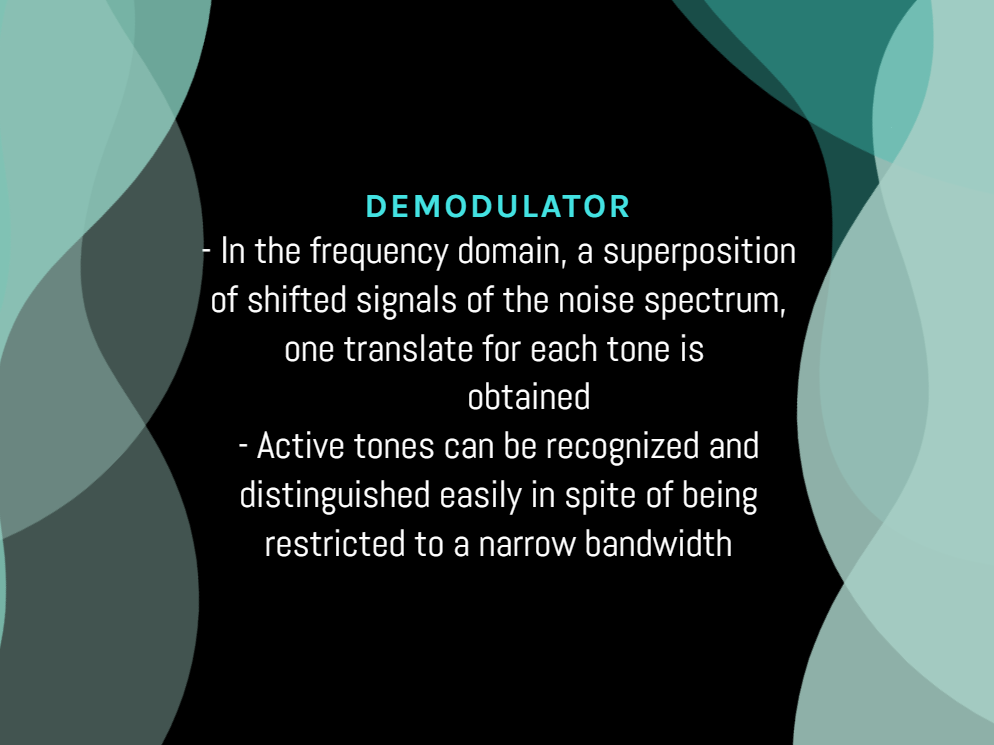 DEMODULATOR
- In the frequency domain, a superposition
of shifted signals of the noise spectrum,
one translate for each tone is
obtained
- Active tones can be recognized and
distinguished easily in spite of being
restricted to a narrow bandwidth